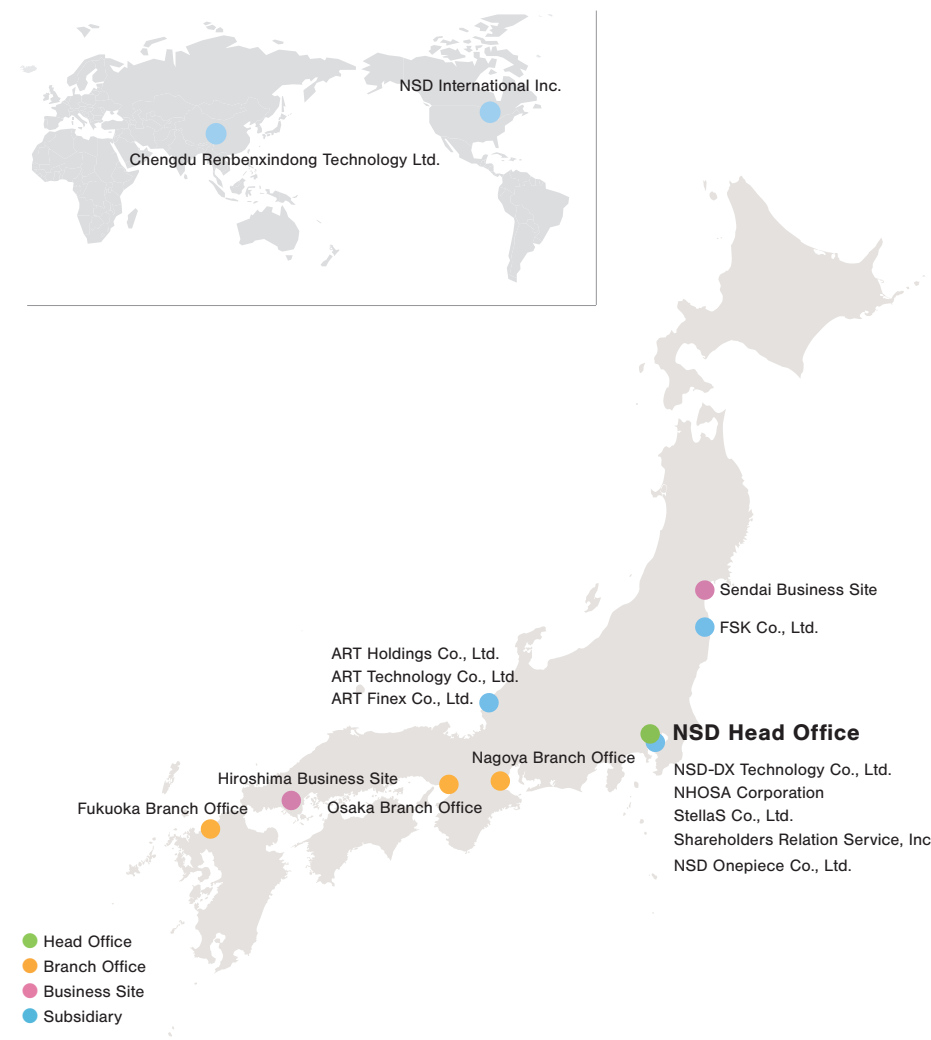 NSD International Inc.
Chengdu Renbenxindong Technology Ltd.
Sendai Business Site
FSK Co., Ltd.
ART Holdings Co., Ltd.
ART Technology Co., Ltd.
ART Finex Co., Ltd.
NSD Head Office
NSD-DX Technology Co., Ltd.
NHOSA Corporation
StellaS Co., Ltd.
Shareholders Relation Service, Inc
NSD Onepiece Co., Ltd.
Nagoya Branch Office
Hiroshima Business Site
Osaka Branch Office
Fukuoka Branch Office
Head Office
Branch Office
Business Site
Subsidiary